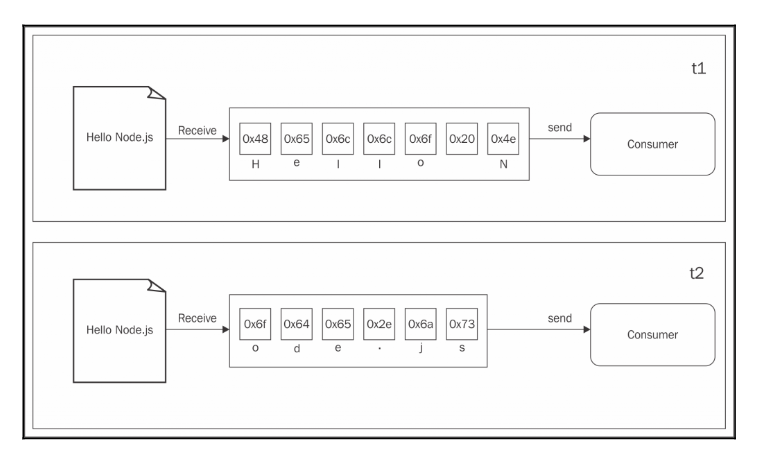 t1
Hello Node.js
Receive
0x48 0x65 0x6c 0x6c 0x6f 0x20 0x4e
H e l l o N
send
Consumer
t2
Hello Node.js
Receive
0x6f 0x64 0x65 0x2e 0x6a 0x73
o d e . j s
send
Consumer